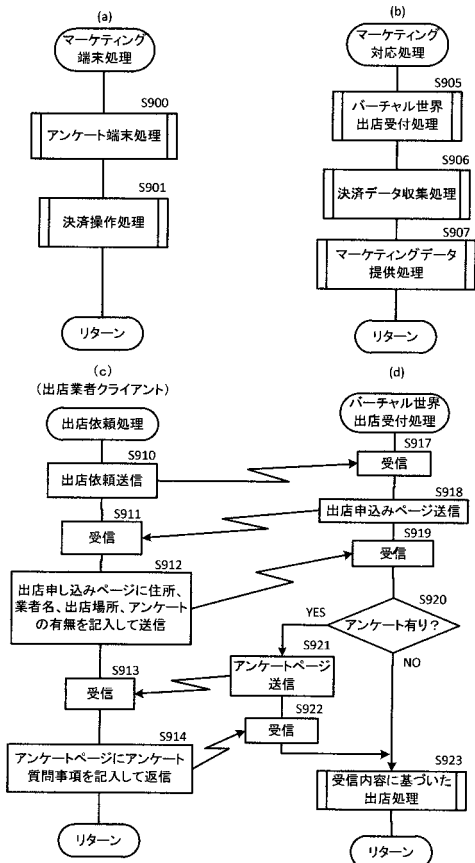 (a)
マーケティング
端末処理
S900
アンケート端末処理
S901
決済操作処理
リターン
(b)
マーケティング
対応処理
S905
バーチャル世界
出店受付処理
S906
決済データ収集処理
S907
マーケティングデータ
提供処理
リターン
(c)
(出店業者クライアント)
出店依頼処理
S910
出店依頼送信
S911
受信
S912
出店申し込みページに住所、
業者名、出店場所、アンケート
の有無を記入して送信
S913
受信
S914
アンケートページにアンケート
質問事項を記入して返信
リターン
(d)
バーチャル世界
出店受付処理
S917
受信
S918
出店申込みページ送信
S919
受信
S920
アンケート有り?
YES
NO
S921
アンケートページ
送信
S922
受信
S923
受信内容に基づいた
出店処理
リターン